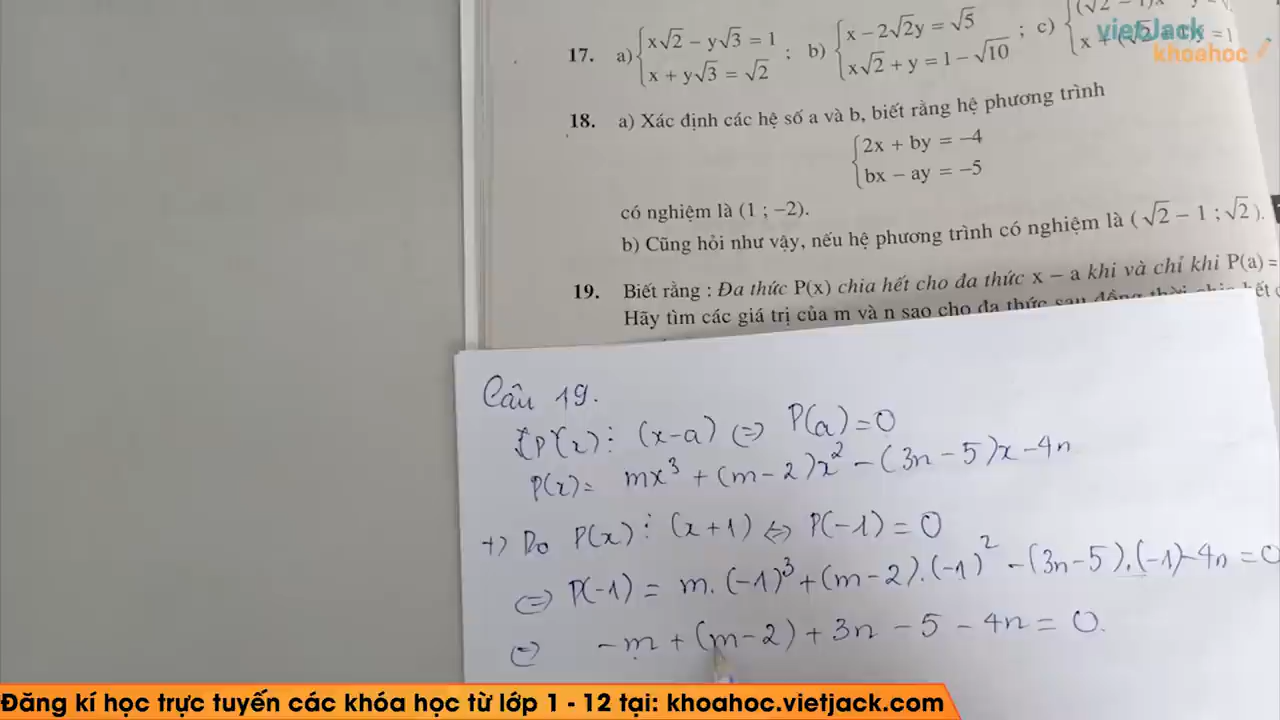 17. a) {x√2 − y√3 = 1 ; b) {x − 2√2y = √5 ; c)
x + y√3 = √2 x√2 + y = 1 − √10
vietJack
khoahoc
18. a) Xác định các hệ số a và b, biết rằng hệ phương trình
{2x + by = −4
bx − ay = −5
có nghiệm là (1 ; −2).
b) Cũng hỏi như vậy, nếu hệ phương trình có nghiệm là (√2 − 1 ; √2).
19. Biết rằng : Đa thức P(x) chia hết cho đa thức x − a khi và chỉ khi P(a) =
Hãy tìm các giá trị của m và n sao cho đa thức sau đồng thời
Câu 19.
P(x) ⋮ (x-a) ⇔ P(a) = 0
P(x) = mx³ + (m-2)x² - (3n-5)x - 4n
+) Do P(x) ⋮ (x+1) ⇔ P(-1) = 0
⇔ P(-1) = m.(-1)³ + (m-2).(-1)² - (3n-5).(-1) - 4n = 0
⇔ -m + (m-2) + 3n - 5 - 4n = 0.
Đăng kí học trực tuyến các khóa học từ lớp 1 - 12 tại: khoahoc.vietjack.com